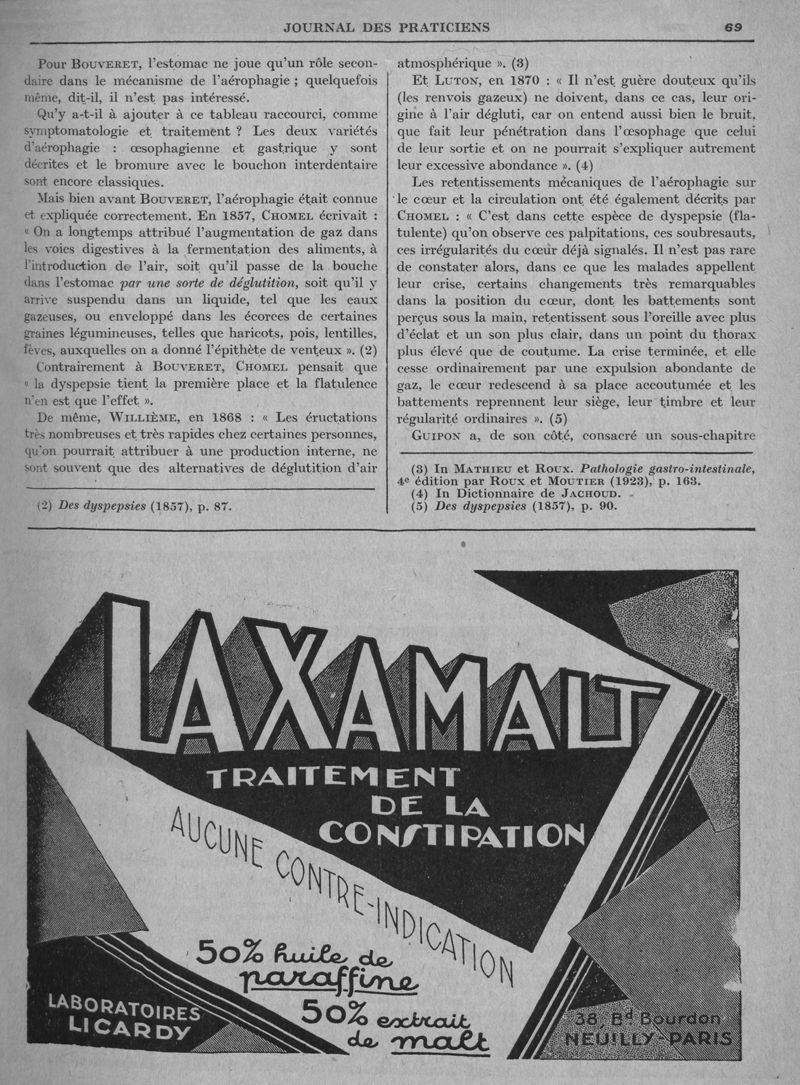 JOURNAL DES PRATICIENS 69
Pour BOUVERET, l'estomac ne joue qu'un rôle secon-
daire dans le mécanisme de l'aérophagie ; quelquefois
même, dit-il, il n'est pas intéressé.
Qu'y a-t-il à ajouter à ce tableau raccourci, comme
symptomatologie et traitement ? Les deux variétés
d'aérophagie : œsophagienne et gastrique y sont
décrites et le bromure avec le bouchon interdentaire
sont encore classiques.
Mais bien avant BOUVERET, l'aérophagie était connue
et expliquée correctement. En 1857, CHOMEL écrivait :
« On a longtemps attribué l'augmentation de gaz dans
les voies digestives à la fermentation des aliments, à
l'introduction de l'air, soit qu'il passe de la bouche
dans l'estomac par une sorte de déglutition, soit qu'il y
arrive suspendu dans un liquide, tel que les eaux
gazeuses, ou enveloppé dans les écorces de certaines
graines légumineuses, telles que haricots, pois, lentilles,
fèves, auxquelles on a donné l'épithète de venteux ». (2)
Contrairement à BOUVERET, CHOMEL pensait que
« la dyspepsie tient la première place et la flatulence
n'en est que l'effet ».
De même, WILLIÈME, en 1868 : « Les éructations
très nombreuses et très rapides chez certaines personnes,
qu'on pourrait attribuer à une production interne, ne
sont souvent que des alternatives de déglutition d'air
(2) Des dyspepsies (1857), p. 87.
atmosphérique ». (3)
Et LUTON, en 1870 : « Il n'est guère douteux qu'ils
(les renvois gazeux) ne doivent, dans ce cas, leur ori-
gine à l'air dégluti, car on entend aussi bien le bruit,
que fait leur pénétration dans l'œsophage que celui
de leur sortie et on ne pourrait s'expliquer autrement
leur excessive abondance ». (4)
Les retentissements mécaniques de l'aérophagie sur
le cœur et la circulation ont été également décrits par
CHOMEL : « C'est dans cette espèce de dyspepsie (fla-
tulente) qu'on observe ces palpitations, ces soubresauts,
ces irrégularités du cœur déjà signalés. Il n'est pas rare
de constater alors, dans ce que les malades appellent
leur crise, certains changements très remarquables
dans la position du cœur, dont les battements sont
perçus sous la main, retentissent sous l'oreille avec plus
d'éclat et un son plus clair, dans un point du thorax
plus élevé que de coutume. La crise terminée, et elle
cesse ordinairement par une expulsion abondante de
gaz, le cœur redescend à sa place accoutumée et les
battements reprennent leur siège, leur timbre et leur
régularité ordinaires ». (5)
GUIPON a, de son côté, consacré un sous-chapitre
(3) In MATHIEU et ROUX. Pathologie gastro-intestinale,
4e édition par ROUX et MOUTIER (1923), p. 163.
(4) In Dictionnaire de JACHOUD.
(5) Des dyspepsies (1857), p. 90.
LAXAMALT
TRAITEMENT
DE LA
CONSTIPATION
AUCUNE CONTRE-INDICATION
50% huile de
paraffine
50% extrait
de malt
LABORATOIRES
LICARDY
38, Bd Bourdon
NEUILLY-PARIS